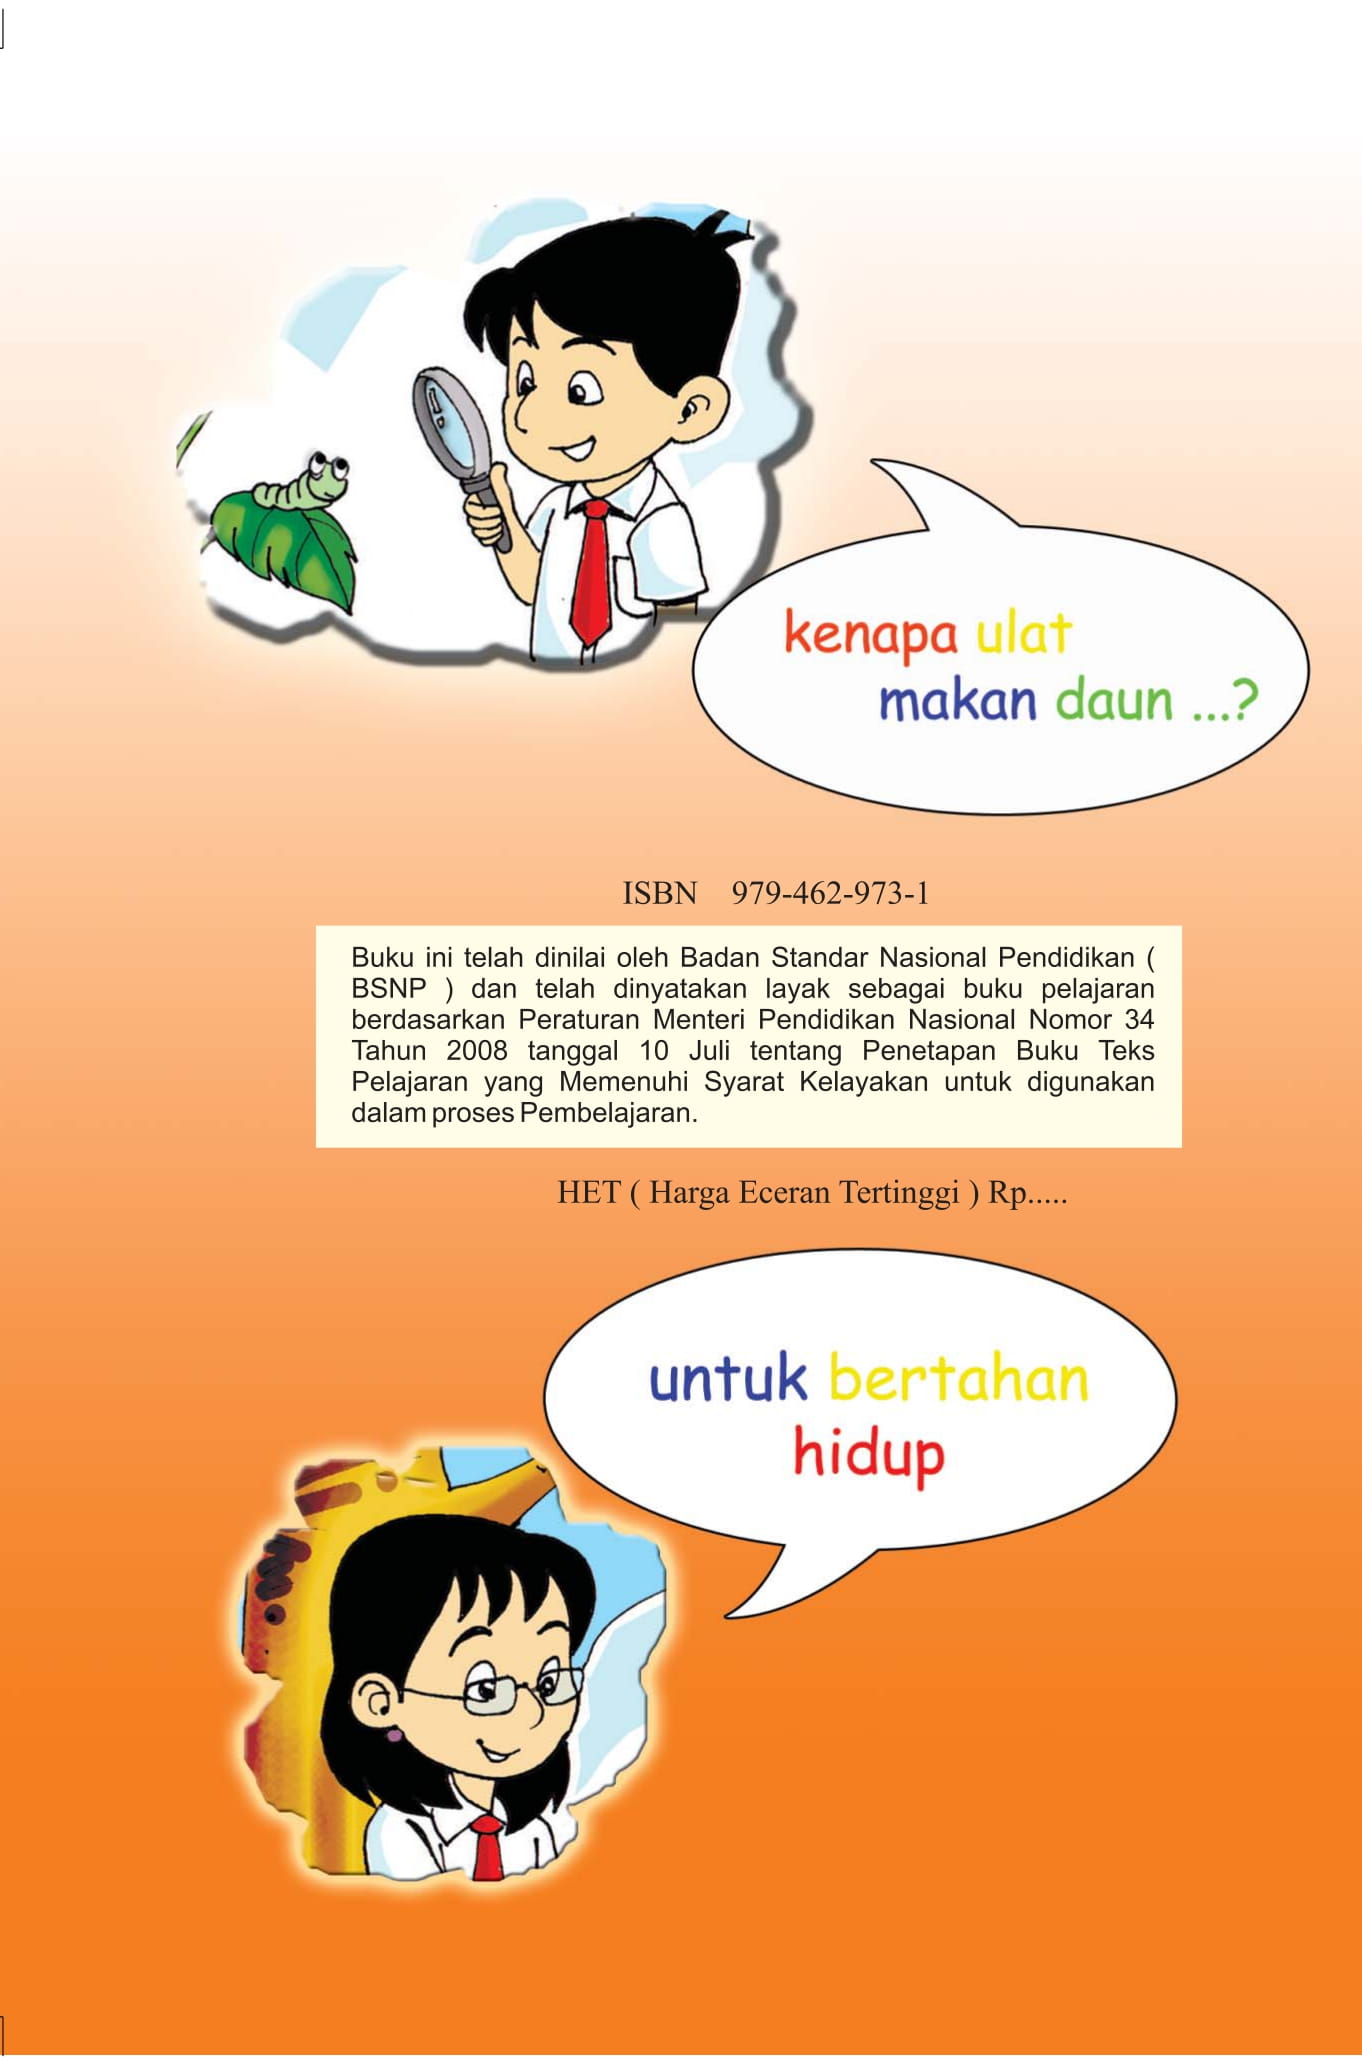 kenapa ulat
makan daun ...?
ISBN 979-462-973-1
Buku ini telah dinilai oleh Badan Standar Nasional Pendidikan (
BSNP ) dan telah dinyatakan layak sebagai buku pelajaran
berdasarkan Peraturan Menteri Pendidikan Nasional Nomor 34
Tahun 2008 tanggal 10 Juli tentang Penetapan Buku Teks
Pelajaran yang Memenuhi Syarat Kelayakan untuk digunakan
dalam proses Pembelajaran.
HET ( Harga Eceran Tertinggi ) Rp.....
untuk bertahan
hidup